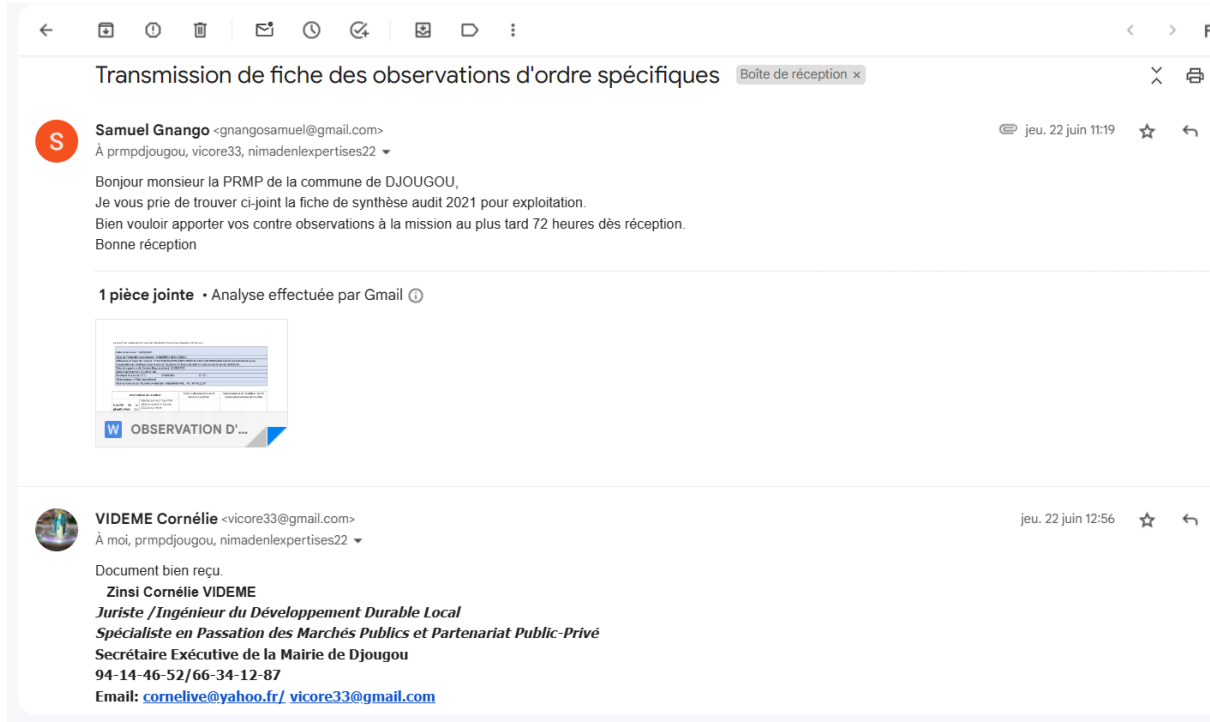 Transmission de fiche des observations d'ordre spécifiques Boîte de réception ×
Samuel Gnango <gnangosamuel@gmail.com> jeu. 22 juin 11:19
S
À prmpdjougou, vicore33, nimadenlexpertises22
Bonjour monsieur la PRMP de la commune de DJOUGOU,
Je vous prie de trouver ci-joint la fiche de synthèse audit 2021 pour exploitation.
Bien vouloir apporter vos contre observations à la mission au plus tard 72 heures dès réception.
Bonne réception
1 pièce jointe • Analyse effectuée par Gmail
W OBSERVATION D'...
VIDEME Cornélie <vicore33@gmail.com> jeu. 22 juin 12:56
À moi, prmpdjougou, nimadenlexpertises22
Document bien reçu.
Zinsi Cornélie VIDEME
Juriste /Ingénieur du Développement Durable Local
Spécialiste en Passation des Marchés Publics et Partenariat Public-Privé
Secrétaire Exécutive de la Mairie de Djougou
94-14-46-52/66-34-12-87
Email: cornelive@yahoo.fr/ vicore33@gmail.com